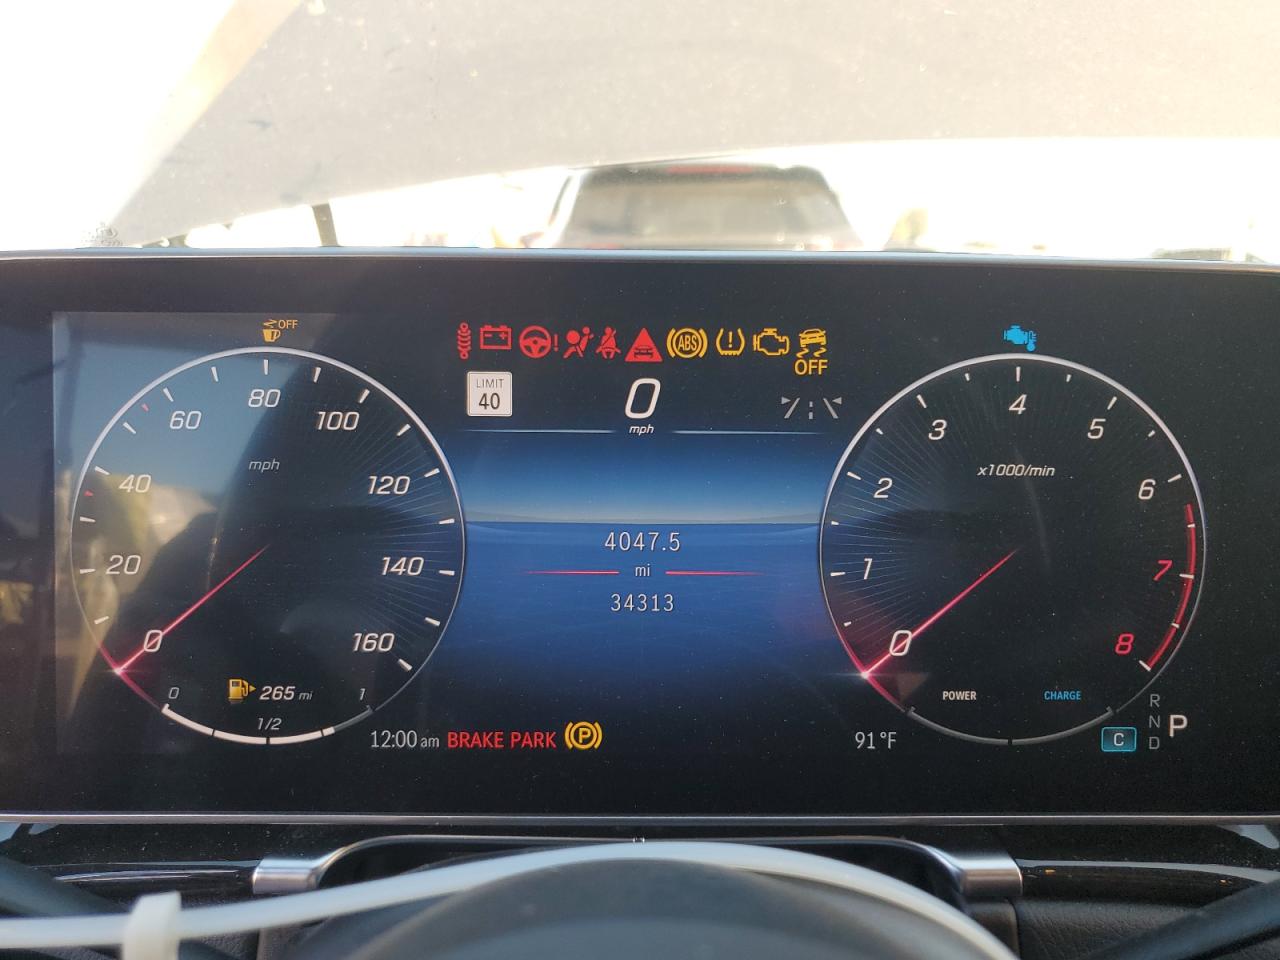 OFF
ABS
OFF
LIMIT
40
0
mph
0 20 40 60 80 100 120 140 160
mph
0 1 2 3 4 5 6 7 8
x1000/min
4047.5
mi
34313
0 265 mi 1
1/2
POWER CHARGE
12:00 am BRAKE PARK P
91°F
C
R
N P
D